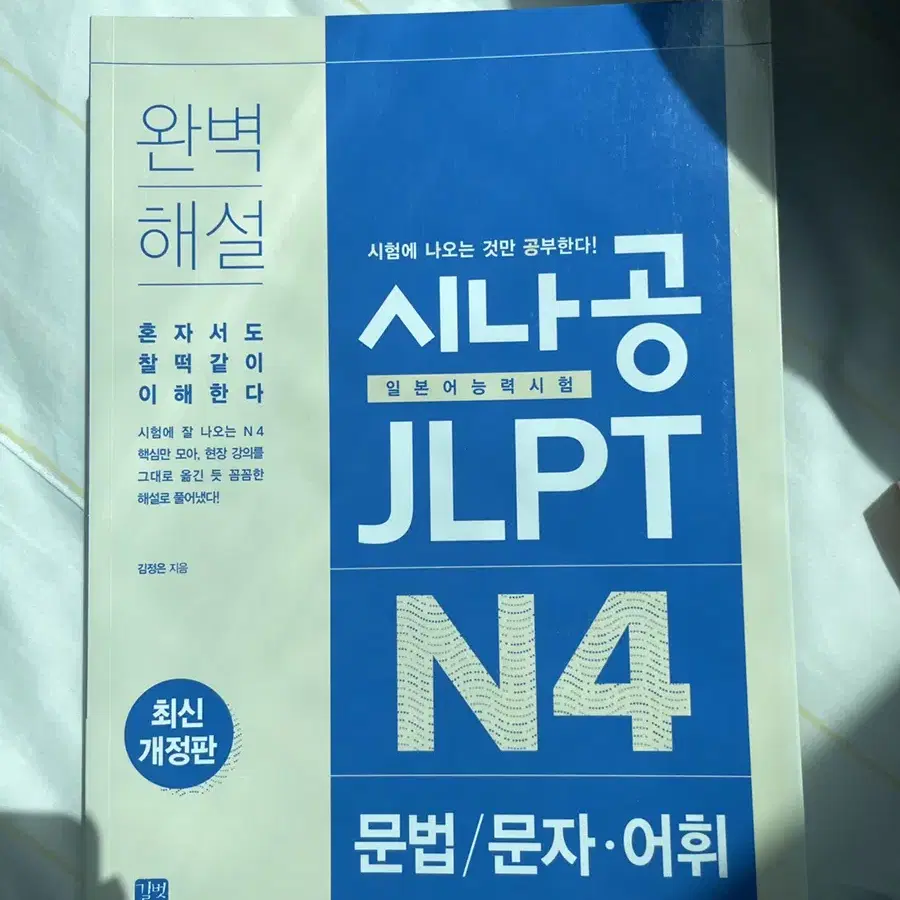 완벽
해설
혼자서도
찰떡같이
이해한다
시험에 잘 나오는 N4
핵심만 모아, 현장 강의를
그대로 옮긴 듯 꼼꼼한
해설로 풀어냈다!
김정은 지음
최신
개정판
길벗
시험에 나오는 것만 공부한다!
시나공
일본어능력시험
JLPT
N4
문법/문자·어휘